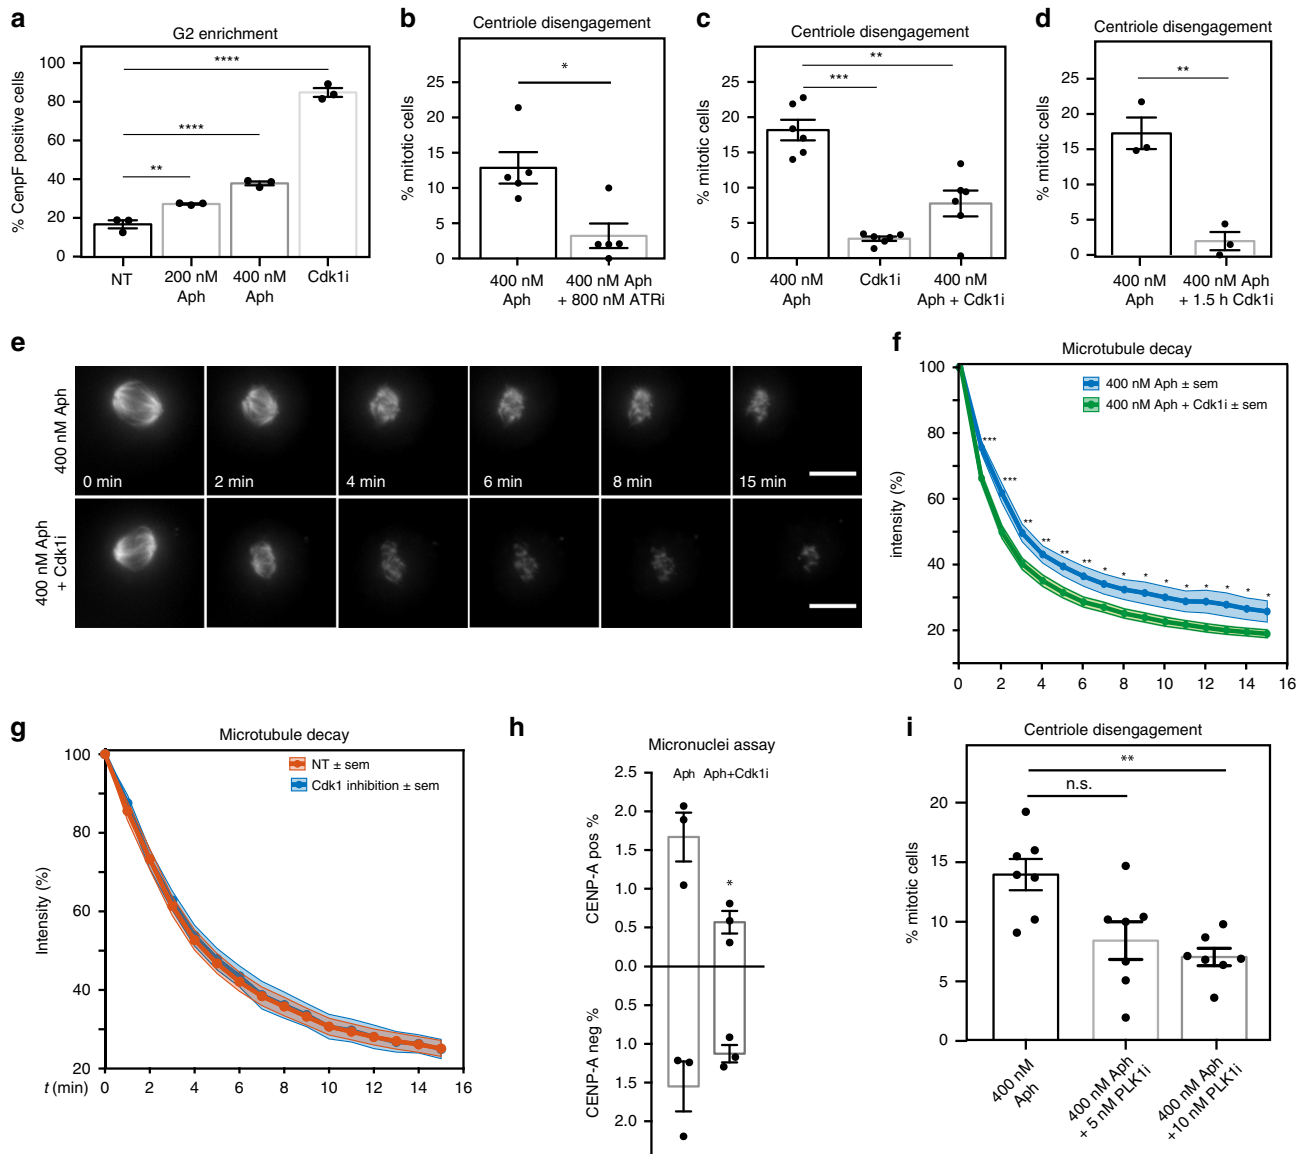 a
G2 enrichment
% CenpF positive cells
100
80
60
40
20
0
****
****
**
NT
200 nM Aph
400 nM Aph
Cdk1i
b
Centriole disengagement
% mitotic cells
25
20
15
10
5
0
*
400 nM Aph
400 nM Aph + 800 nM ATRi
c
Centriole disengagement
% mitotic cells
25
20
15
10
5
0
**
***
400 nM Aph
Cdk1i
400 nM Aph + Cdk1i
d
Centriole disengagement
% mitotic cells
25
20
15
10
5
0
**
400 nM Aph
400 nM Aph + 1.5 h Cdk1i
e
400 nM Aph
0 min
2 min
4 min
6 min
8 min
15 min
400 nM Aph + Cdk1i
f
Microtubule decay
400 nM Aph ± sem
400 nM Aph + Cdk1i ± sem
intensity (%)
100
80
60
40
20
*** *** ** ** ** ** * * * * * * * * *
0 2 4 6 8 10 12 14 16
g
Microtubule decay
NT ± sem
Cdk1 inhibition ± sem
Intensity (%)
100
80
60
40
20
t (min)
0 2 4 6 8 10 12 14 16
h
Micronuclei assay
Aph
Aph+Cdk1i
CENP-A pos %
CENP-A neg %
2.5
2.0
1.5
1.0
0.5
0.0
0.5
1.0
1.5
2.0
*
i
Centriole disengagement
% mitotic cells
20
15
10
5
0
**
n.s.
400 nM Aph
400 nM Aph + 5 nM PLK1i
400 nM Aph +10 nM PLK1i